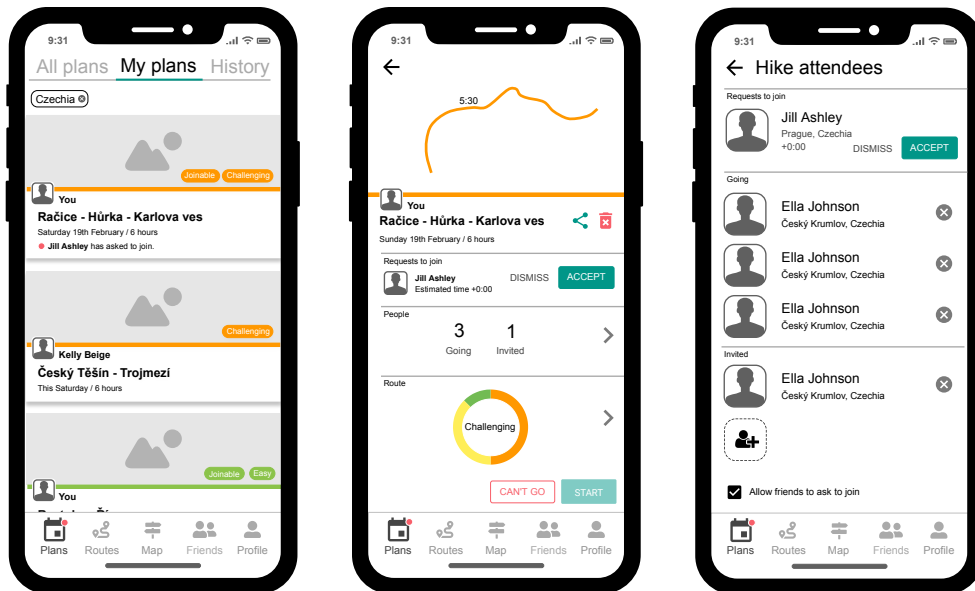 9:31
All plans My plans History
Czechia
Joinable Challenging
You
Račice - Hůrka - Karlova ves
Saturday 19th February / 6 hours
Jill Ashley has asked to join.
Challenging
Kelly Beige
Český Těšín - Trojmezí
This Saturday / 6 hours
Joinable Easy
You
Plans Routes Map Friends Profile
9:31
5:30
You
Račice - Hůrka - Karlova ves
Sunday 19th February / 6 hours
Requests to join
Jill Ashley
Estimated time +0:00
DISMISS ACCEPT
People
3 1
Going Invited
Route
Challenging
CAN'T GO START
Plans Routes Map Friends Profile
9:31
Hike attendees
Requests to join
Jill Ashley
Prague, Czechia
+0:00 DISMISS ACCEPT
Going
Ella Johnson
Český Krumlov, Czechia
Ella Johnson
Český Krumlov, Czechia
Ella Johnson
Český Krumlov, Czechia
Invited
Ella Johnson
Český Krumlov, Czechia
Allow friends to ask to join
Plans Routes Map Friends Profile